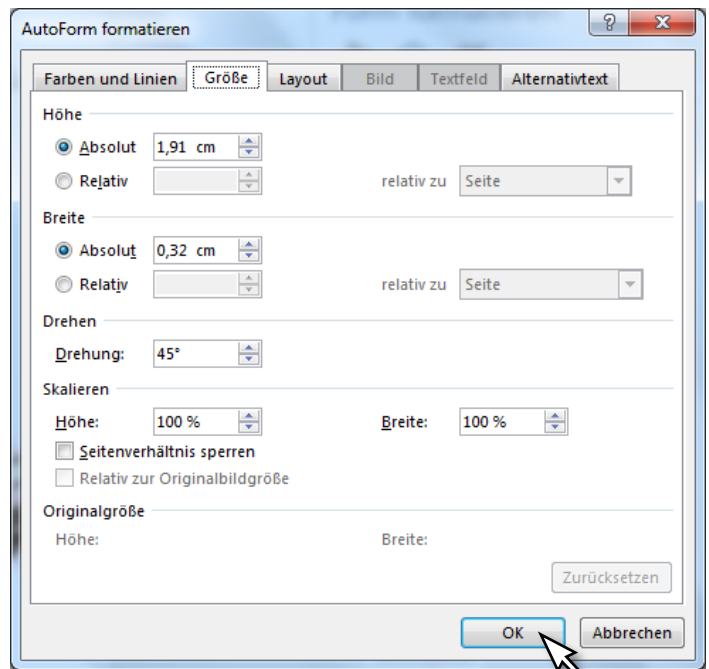 AutoForm formatieren
Farben und Linien Größe Layout Bild Textfeld Alternativtext
Höhe
Absolut 1,91 cm
Relativ relativ zu Seite
Breite
Absolut 0,32 cm
Relativ relativ zu Seite
Drehen
Drehung: 45°
Skalieren
Höhe: 100 % Breite: 100 %
Seitenverhältnis sperren
Relativ zur Originalbildgröße
Originalgröße
Höhe: Breite:
Zurücksetzen
OK Abbrechen